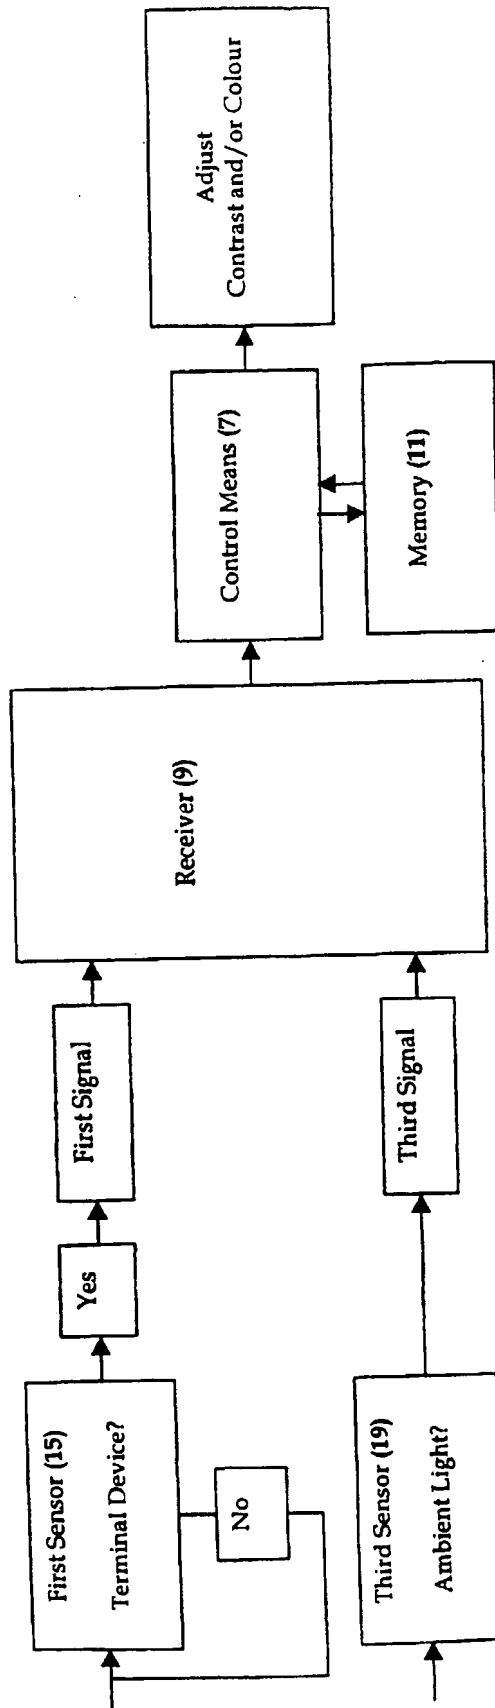 First Sensor (15)
Terminal Device?
No
Yes
First Signal
Third Sensor (19)
Ambient Light?
Third Signal
Receiver (9)
Control Means (7)
Memory (11)
Adjust
Contrast and/or Colour